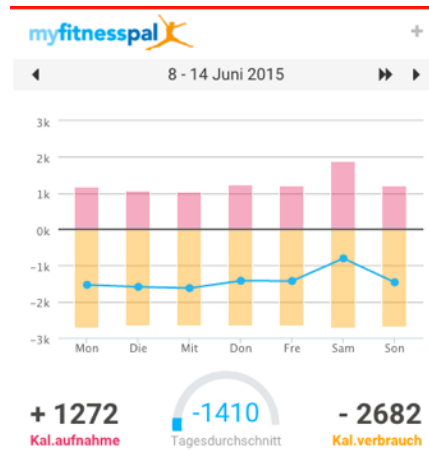 myfitnesspal
+
8 - 14 Juni 2015
3k
2k
1k
0k
-1k
-2k
-3k
Mon Die Mit Don Fre Sam Son
+ 1272 -1410 - 2682
Kal.aufnahme Tagesdurchschnitt Kal.verbrauch